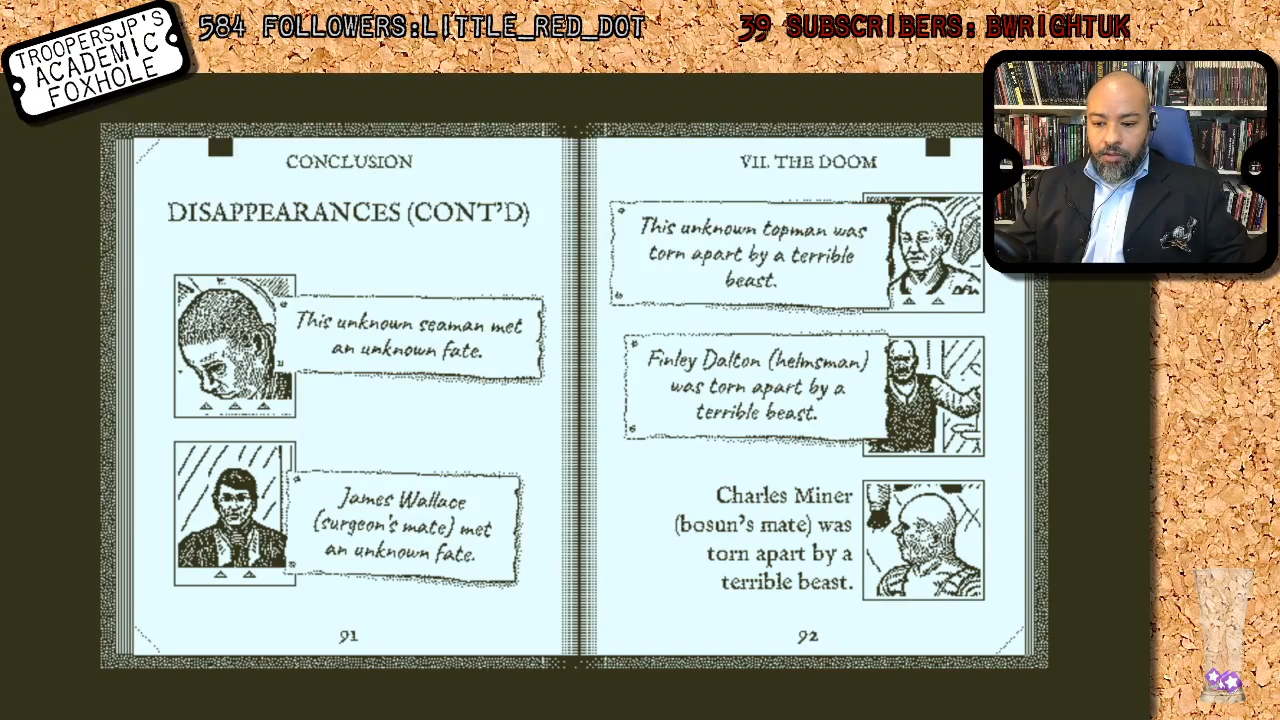 TROOPERSJP'S
ACADEMIC
FOXHOLE
584 FOLLOWERS:LITTLE_RED_DOT
39 SUBSCRIBERS: BWRIGHTUK
CONCLUSION
DISAPPEARANCES (CONT'D)
This unknown seaman met
an unknown fate.
James Wallace
(surgeon's mate) met
an unknown fate.
91
VII. THE DOOM
This unknown topman was
torn apart by a terrible
beast.
Finley Dalton (helmsman)
was torn apart by a
terrible beast.
Charles Miner
(bosun's mate) was
torn apart by a
terrible beast.
92